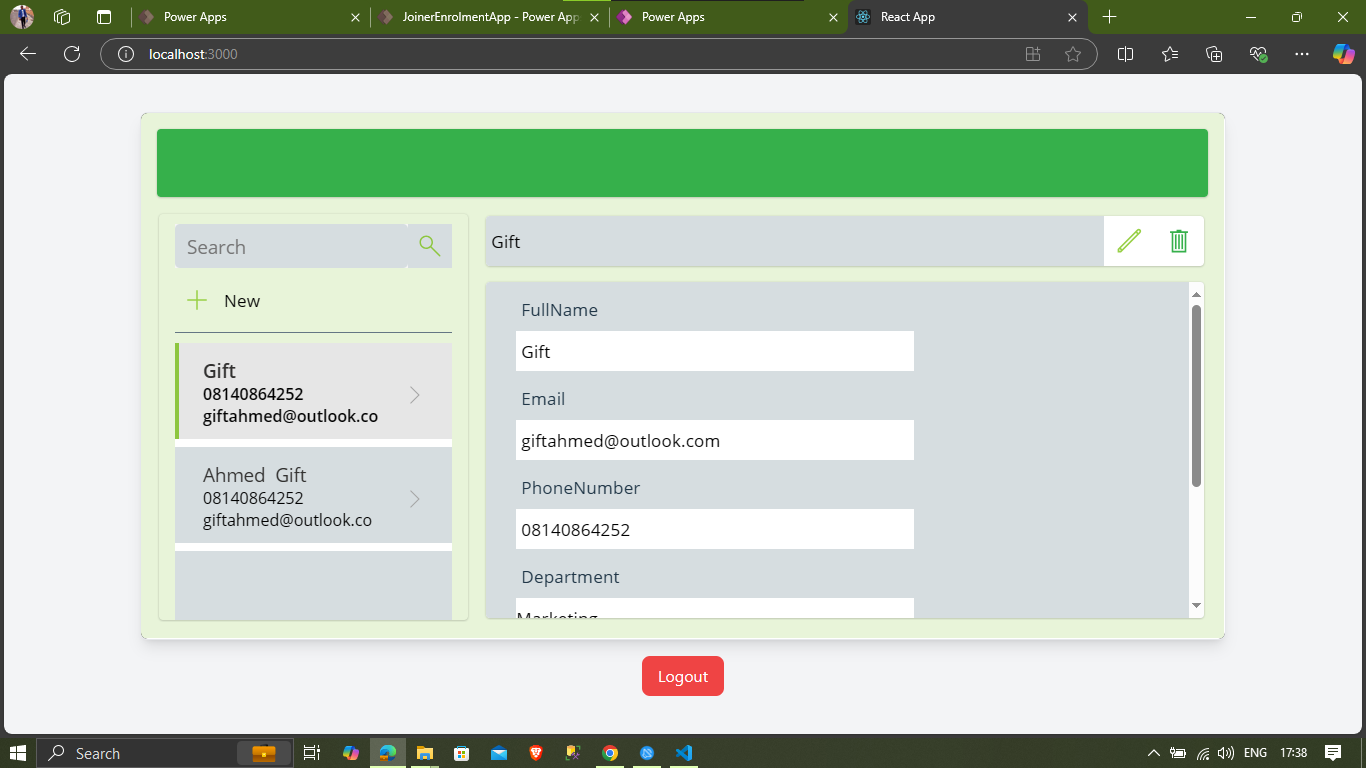 Power Apps
JoinerEnrolmentApp - Power App
Power Apps
React App
localhost:3000
Search
New
Gift
08140864252
giftahmed@outlook.co
Ahmed Gift
08140864252
giftahmed@outlook.co
Gift
FullName
Gift
Email
giftahmed@outlook.com
PhoneNumber
08140864252
Department
Marketing
Logout
Search
ENG
17:38